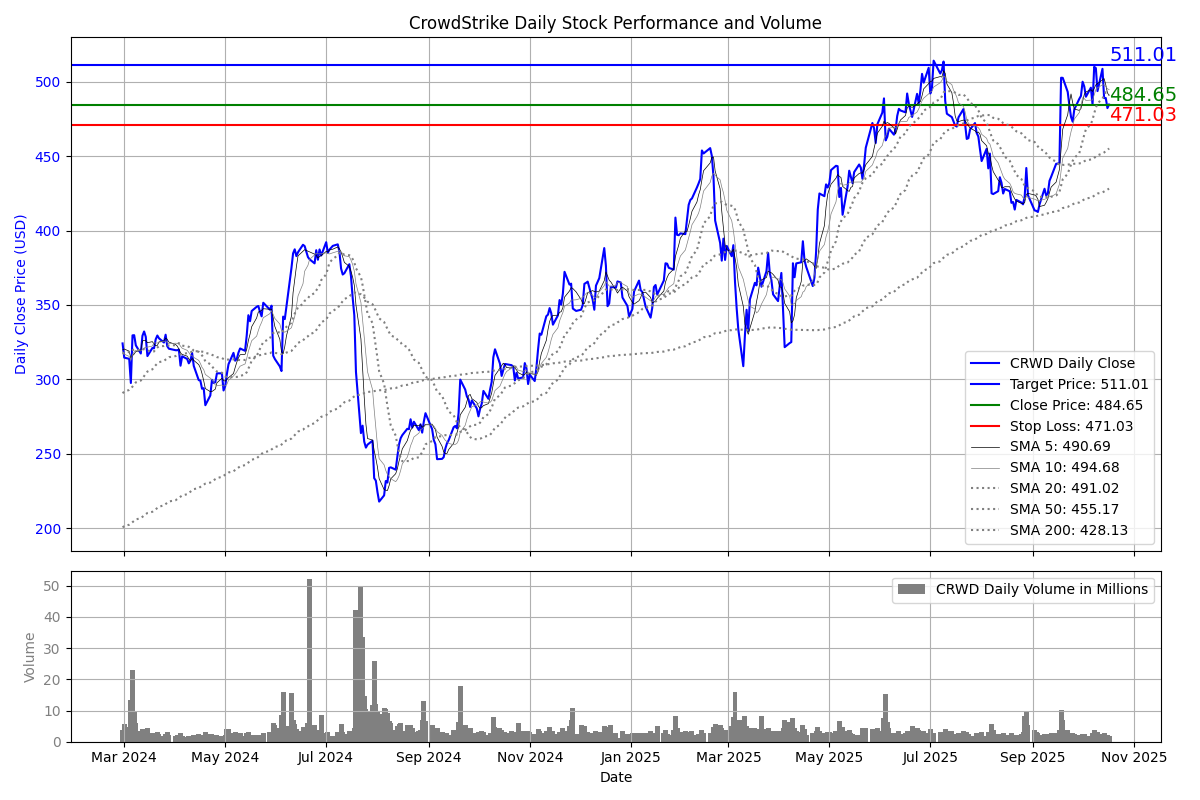 CrowdStrike Daily Stock Performance and Volume
Daily Close Price (USD)
500
450
400
350
300
250
200
511.01
484.65
471.03
CRWD Daily Close
Target Price: 511.01
Close Price: 484.65
Stop Loss: 471.03
SMA 5: 490.69
SMA 10: 494.68
SMA 20: 491.02
SMA 50: 455.17
SMA 200: 428.13
Volume
50
40
30
20
10
0
CRWD Daily Volume in Millions
Mar 2024 May 2024 Jul 2024 Sep 2024 Nov 2024 Jan 2025 Mar 2025 May 2025 Jul 2025 Sep 2025 Nov 2025
Date